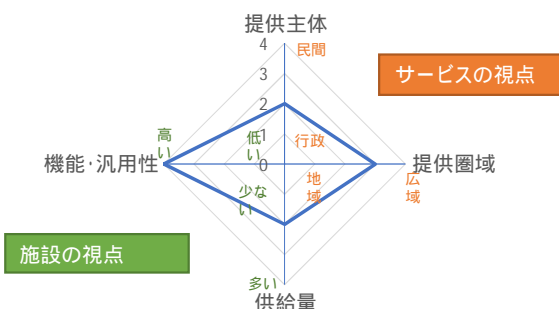 提供主体
4
民間
3
サービスの視点
2
高い
低い
1
行政
機能・汎用性
0
提供圏域
地域
広域
少ない
施設の視点
多い
供給量